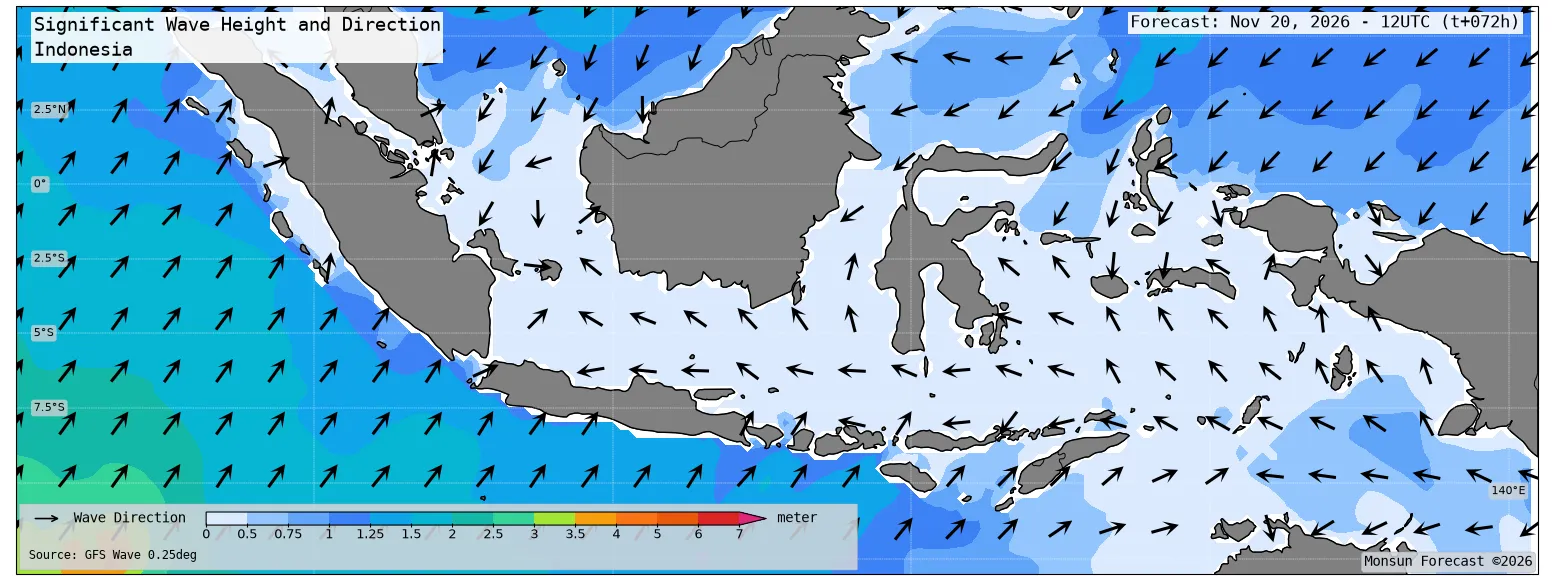 Significant Wave Height and Direction
Indonesia
Forecast: Nov 20, 2026 - 12UTC (t+072h)
2.5°N
0°
2.5°S
5°S
7.5°S
140°E
Wave Direction
0 0.5 0.75 1 1.25 1.5 2 2.5 3 3.5 4 5 6 7
meter
Source: GFS Wave 0.25deg
Monsun Forecast ©2026